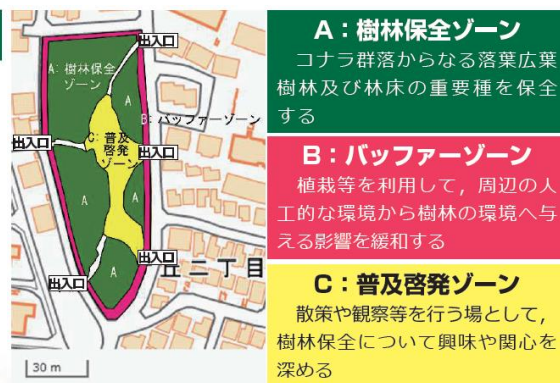 出入口
A：樹林保全
ゾーン
A
B：バッファーゾーン
C：普及
啓発
ゾーン
出入口
出入口
A
A
出入口
A
出入口
丘二丁目
30 m
A：樹林保全ゾーン
コナラ群落からなる落葉広葉
樹林及び林床の重要種を保全
する
B：バッファーゾーン
植栽等を利用して，周辺の人
工的な環境から樹林の環境へ与
える影響を緩和する
C：普及啓発ゾーン
散策や観察等を行う場として，
樹林保全について興味や関心を
深める